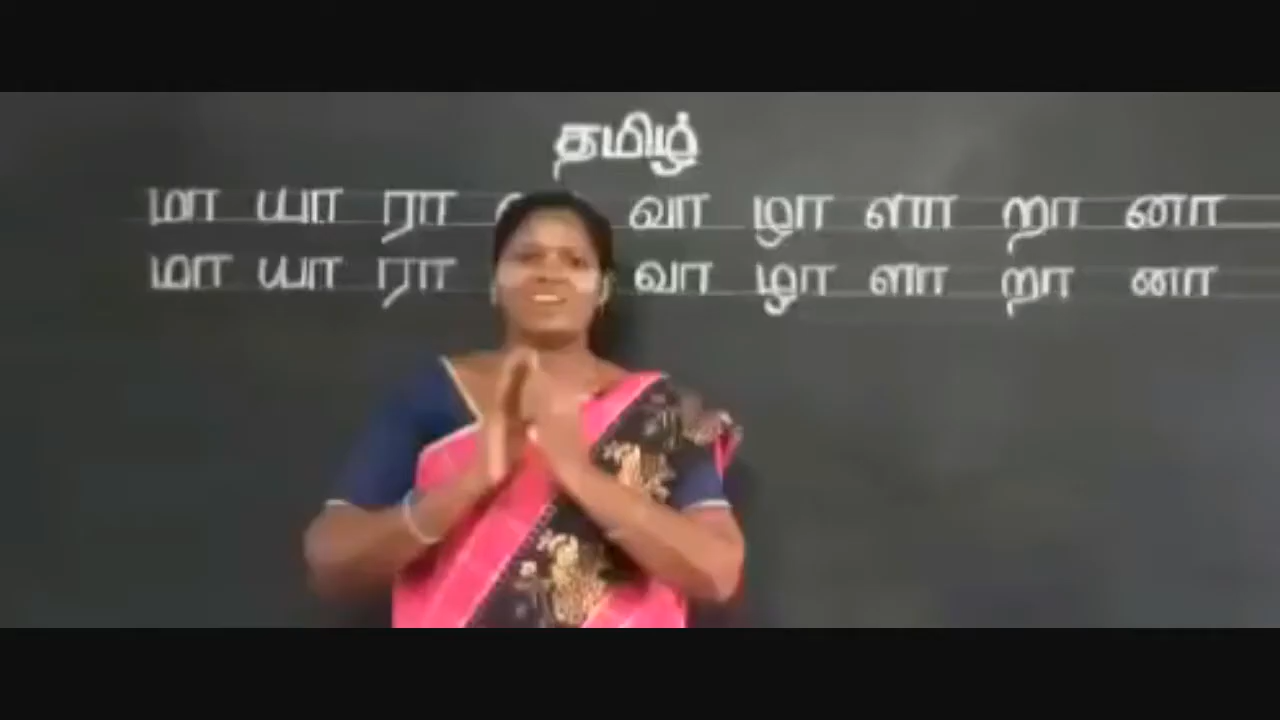 தமிழ்
மா யா ரா வா ழா ளா றா னா
மா யா ரா வா ழா ளா றா னா